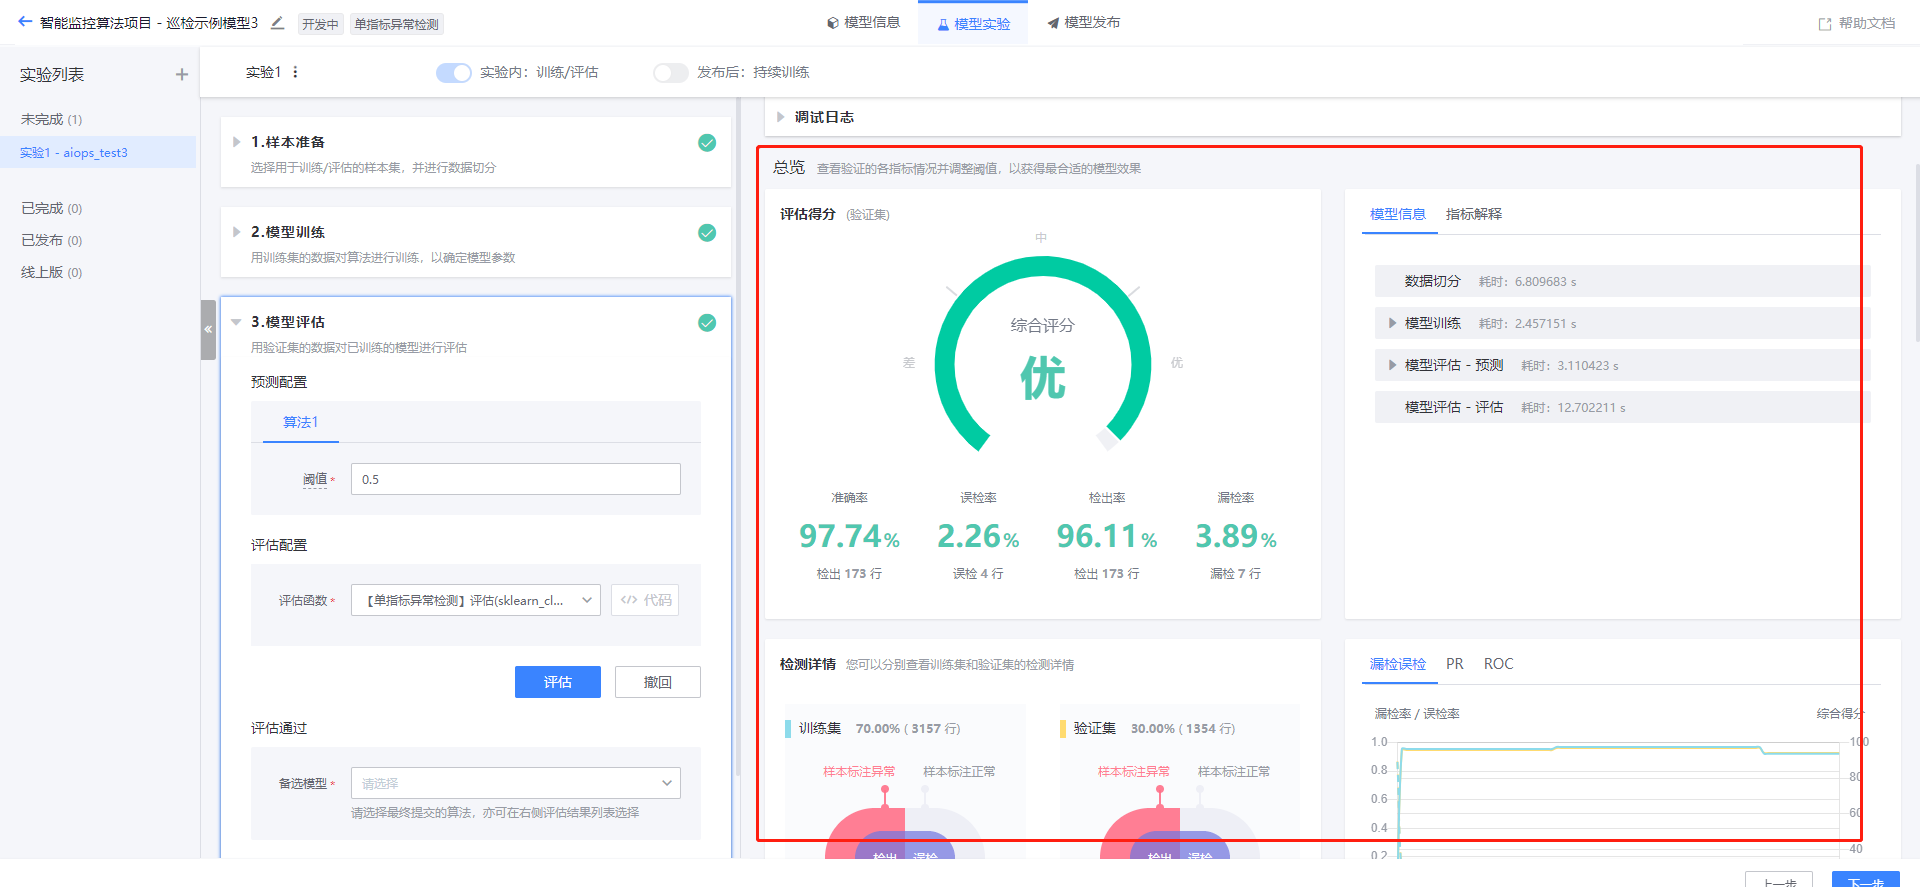 智能监控算法项目 - 巡检示例模型3 开发中 单指标异常检测
模型信息 模型实验 模型发布
帮助文档
实验列表
未完成 (1)
实验1 - aiops_test3
已完成 (0)
已发布 (0)
线上版 (0)
实验1
实验内：训练/评估
发布后：持续训练
1.样本准备
选择用于训练/评估的样本集，并进行数据切分
2.模型训练
用训练集的数据对算法进行训练，以确定模型参数
3.模型评估
用验证集的数据对已训练的模型进行评估
预测配置
算法1
阈值 * 0.5
评估配置
评估函数 * 【单指标异常检测】评估(sklearn_cl... </> 代码
评估 撤回
评估通过
备选模型 * 请选择
请选择最终提交的算法，亦可在右侧评估结果列表选择
调试日志
总览 查看验证的各指标情况并调整阈值，以获得最合适的模型效果
评估得分 (验证集)
中
差
优
综合评分
优
准确率 误检率 检出率 漏检率
97.74% 2.26% 96.11% 3.89%
检出 173 行 误检 4 行 检出 173 行 漏检 7 行
模型信息 指标解释
数据切分 耗时：6.809683 s
模型训练 耗时：2.457151 s
模型评估 - 预测 耗时：3.110423 s
模型评估 - 评估 耗时：12.702211 s
检测详情 您可以分别查看训练集和验证集的检测详情
训练集 70.00% ( 3157 行)
样本标注异常 样本标注正常
检出 误检
验证集 30.00% ( 1354 行)
样本标注异常 样本标注正常
检出 误检
漏检误检 PR ROC
漏检率 / 误检率 综合得分
1.0 100
0.8 80
0.6 60
0.4
0.2 40
上一步 下一步